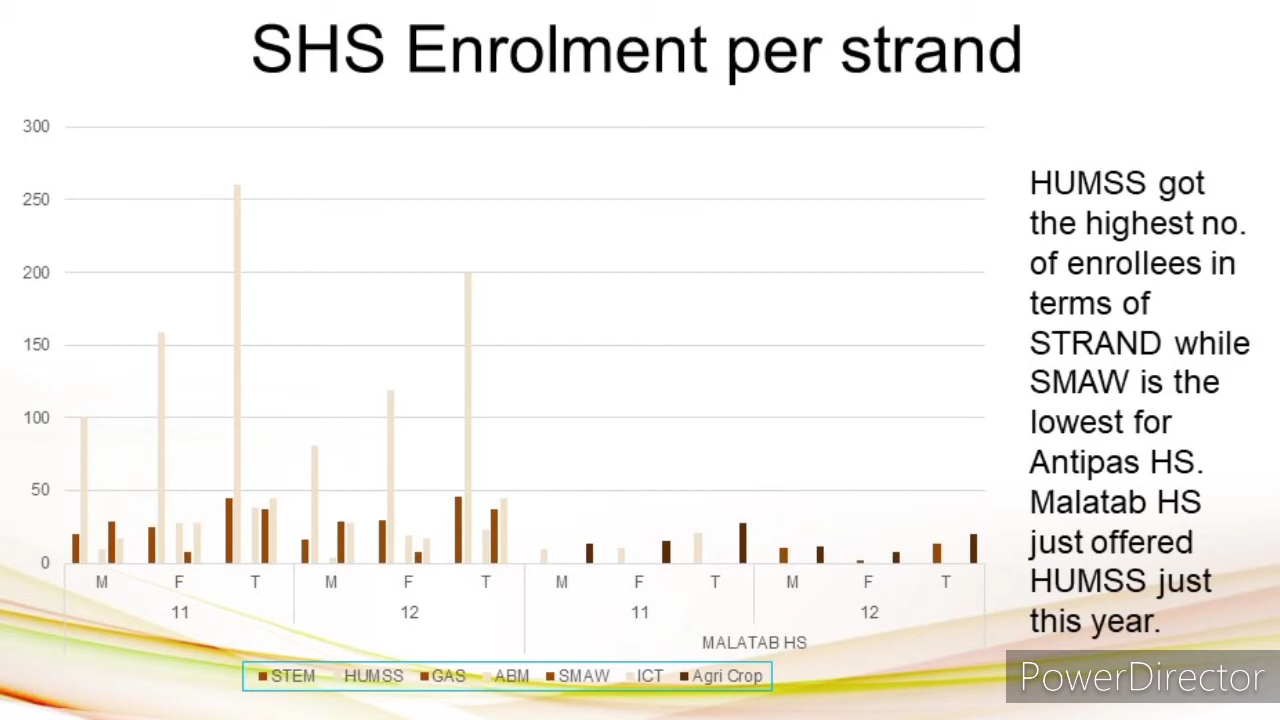 SHS Enrolment per strand
300
250
200
150
100
50
0
M F T M F T M F T M F T
11 12 11 12
MALATAB HS
STEM HUMSS GAS ABM SMAW ICT Agri Crop
HUMSS got
the highest no.
of enrollees in
terms of
STRAND while
SMAW is the
lowest for
Antipas HS.
Malatab HS
just offered
HUMSS just
this year.
PowerDirector